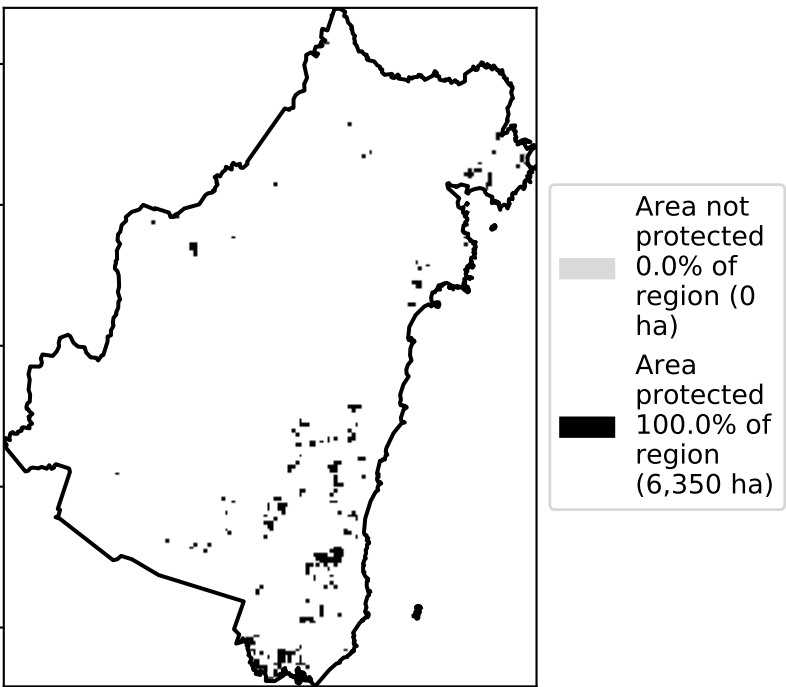 Area not
protected
0.0% of
region (0
ha)
Area
protected
100.0% of
region
(6,350 ha)